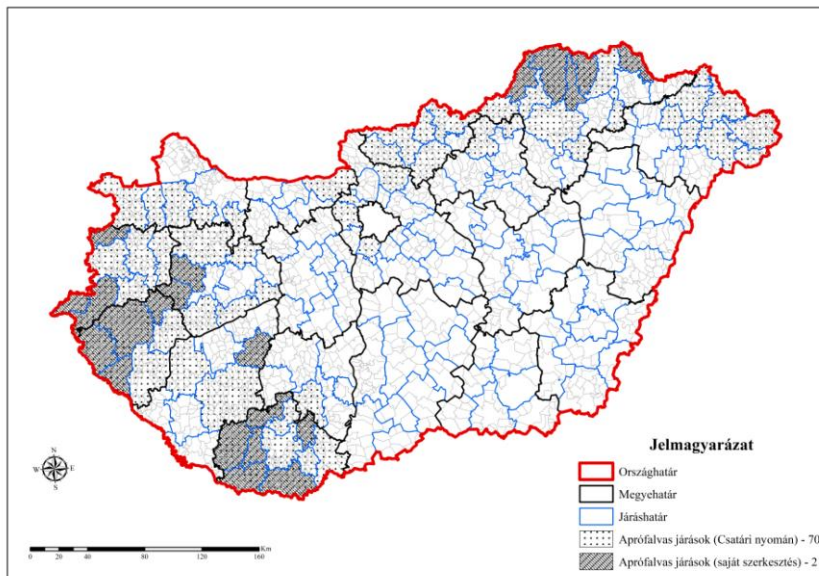 N
W E
S
0 20 40 80 120 160
Km
Jelmagyarázat
Országhatár
Megyehatár
Járáshatár
Aprófalvas járások (Csatári nyomán) - 70
Aprófalvas járások (saját szerkesztés) - 2